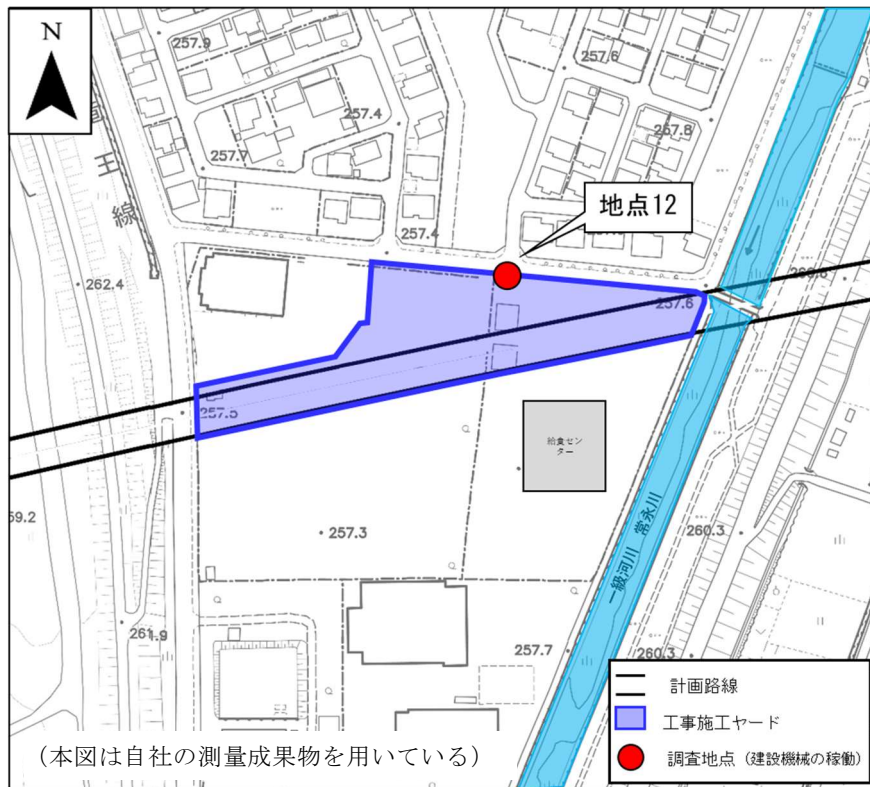 N
257.9
257.6
257.4
257.8
257.7
王
線
地点12
257.4
262.4
257.6
257.5
給食セン
ター
59.2
257.3
260.3
一級河川 常永川
261.9
257.7
260.3
計画路線
工事施工ヤード
調査地点（建設機械の稼働）
（本図は自社の測量成果物を用いている）